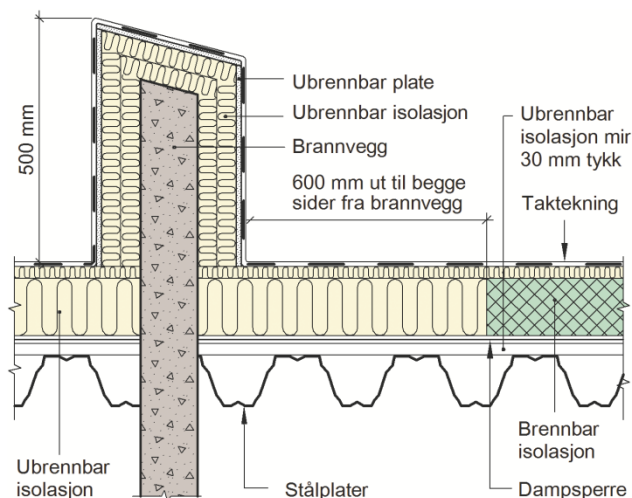 500 mm
Ubrennbar plate
Ubrennbar isolasjon
Brannvegg
600 mm ut til begge
sider fra brannvegg
Ubrennbar
isolasjon min
30 mm tykk
Taktekning
Ubrennbar
isolasjon
Stålplater
Brennbar
isolasjon
Dampsperre